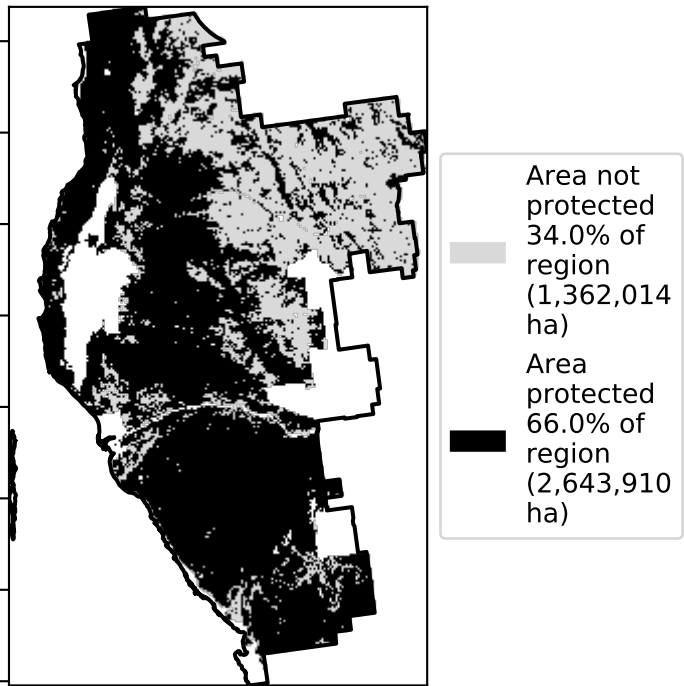 Area not
protected
34.0% of
region
(1,362,014
ha)
Area
protected
66.0% of
region
(2,643,910
ha)